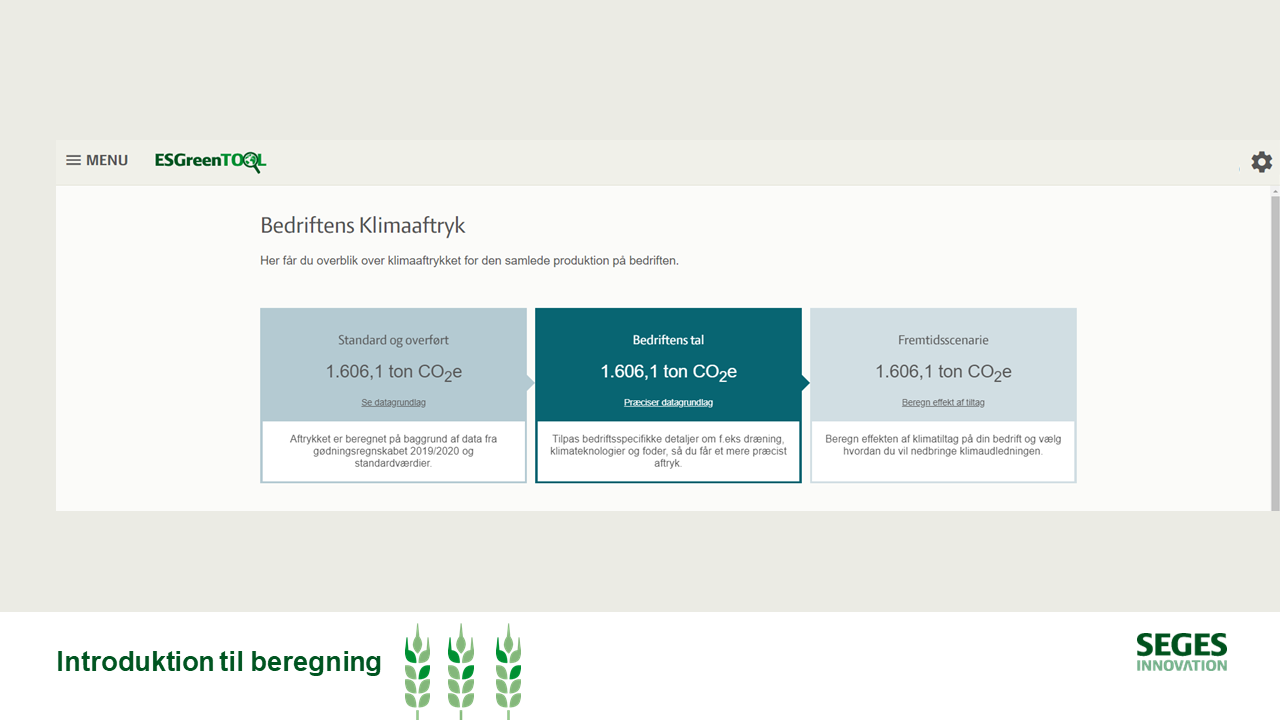 MENU
ESGreenTOOL
Bedriftens Klimaaftryk
Her får du overblik over klimaaftrykket for den samlede produktion på bedriften.
Standard og overført
1.606,1 ton CO2e
Se datagrundlag
Aftrykket er beregnet på baggrund af data fra
gødningsregnskabet 2019/2020 og
standardværdier.
Bedriftens tal
1.606,1 ton CO2e
Præciser datagrundlag
Tilpas bedriftsspecifikke detaljer om f.eks dræning,
klimateknologier og foder, så du får et mere præcist
aftryk.
Fremtidsscenarie
1.606,1 ton CO2e
Beregn effekt af tiltag
Beregn effekten af klimatiltag på din bedrift og vælg
hvordan du vil nedbringe klimaudledningen.
Introduktion til beregning
SEGES
INNOVATION